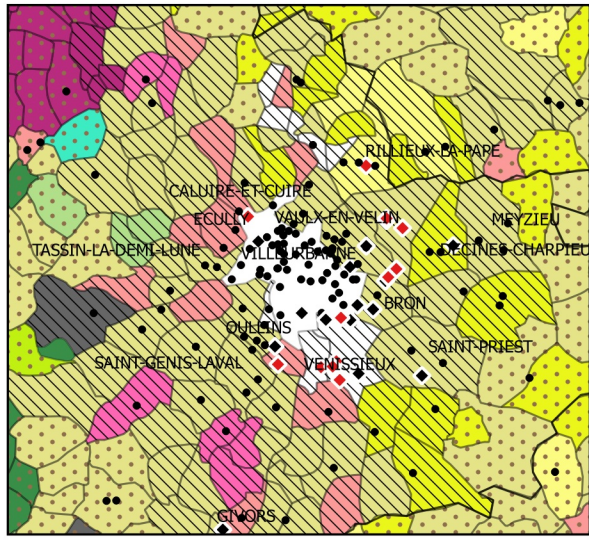 RILLIEUX-LA-PAPE
CALUIRE-ET-CUIRE
ECULLY
VAULX-EN-VELIN
MEYZIEU
TASSIN-LA-DEMI-LUNE
VILLEURBANNE
DECINES-CHARPIEU
BRON
OULLINS
SAINT-PRIEST
SAINT-GENIS-LAVAL
VENISSIEUX
GIVORS